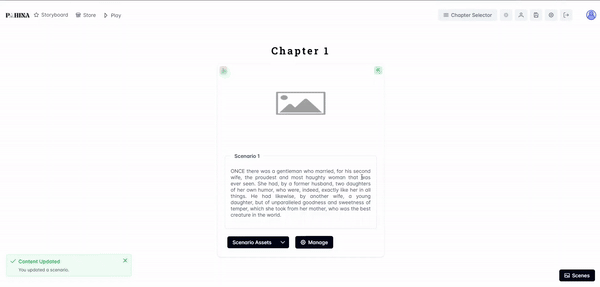 Storyboard
Store
Play
Chapter Selector
Chapter 1
Scenario 1
ONCE there was a gentleman who married, for his second
wife, the proudest and most haughty woman that was
ever seen. She had, by a former husband, two daughters
of her own humor, who were, indeed, exactly like her in all
things. He had likewise, by another wife, a young
daughter, but of unparalleled goodness and sweetness of
temper, which she took from her mother, who was the best
creature in the world.
Scenario Assets
Manage
Content Updated
You updated a scenario.
Scenes